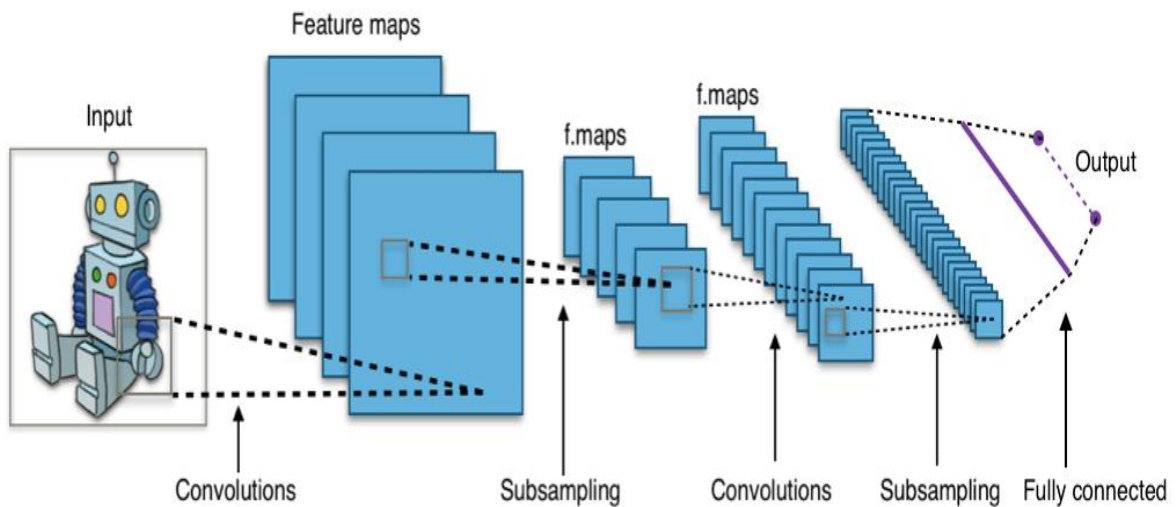 Feature maps
f.maps
Input
f.maps
Output
Convolutions
Subsampling
Convolutions
Subsampling
Fully connected